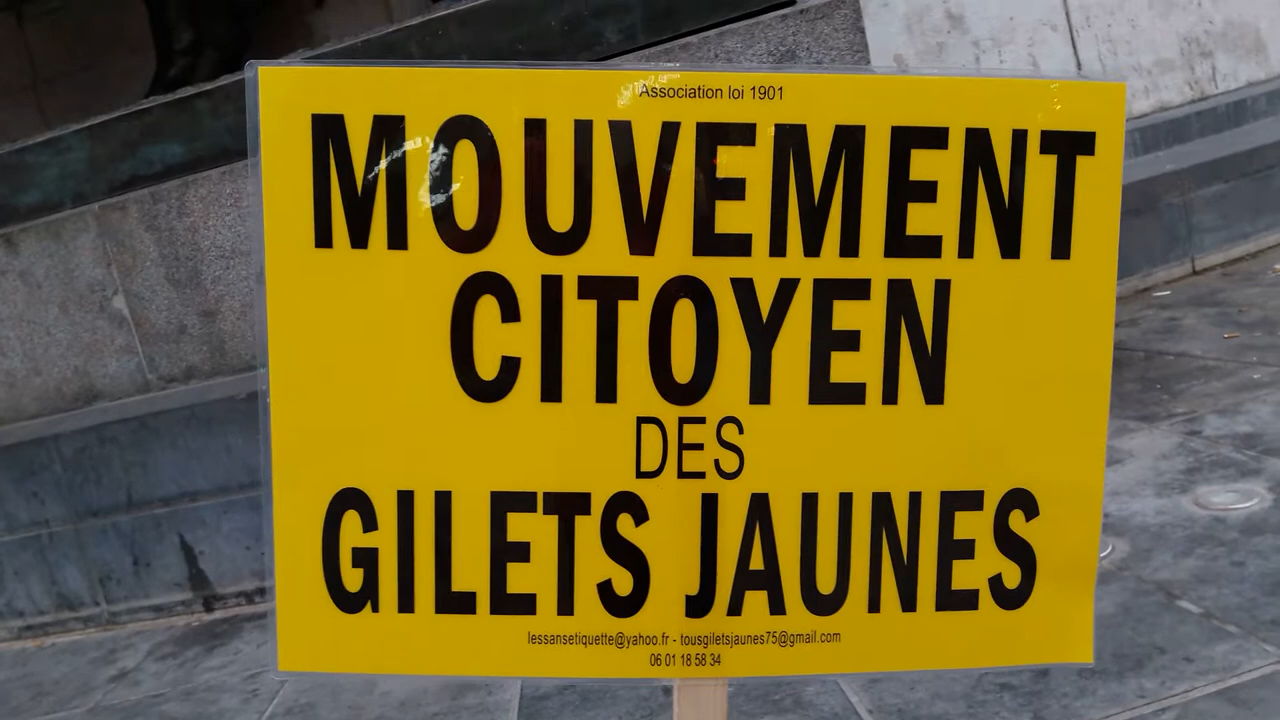 Association loi 1901
MOUVEMENT
CITOYEN
DES
GILETS JAUNES
lessansetiquette@yahoo.fr - tousgiletsjaunes75@gmail.com
06 01 18 58 34